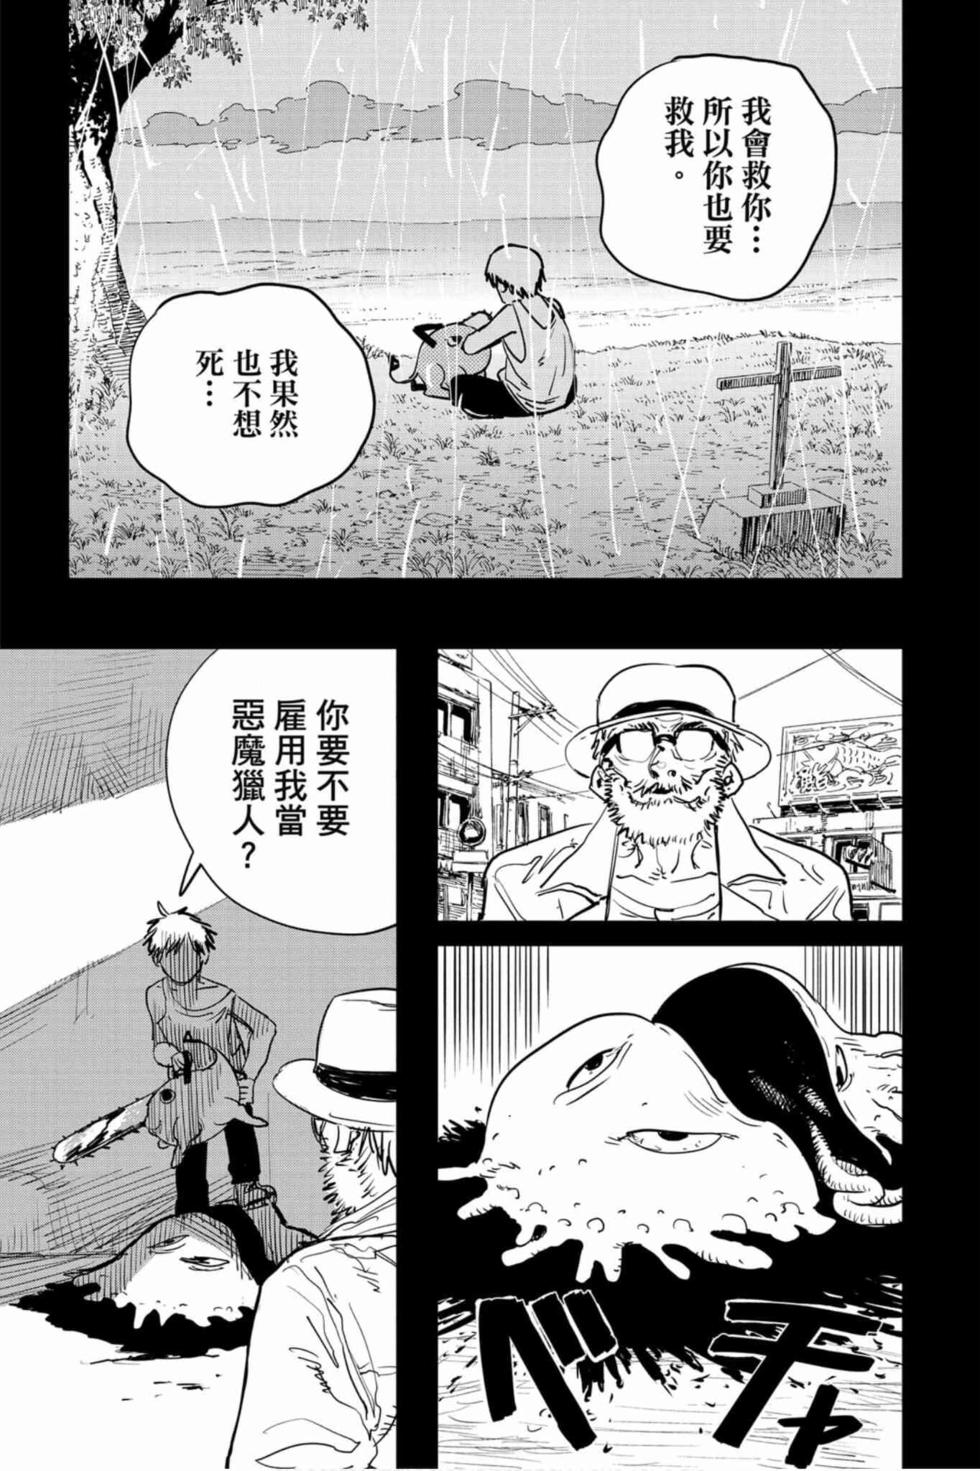 我會救你…
所以你也要
救我。
我果然
也不想
死…
你要不要
雇用我當
惡魔獵人？
ベチャ